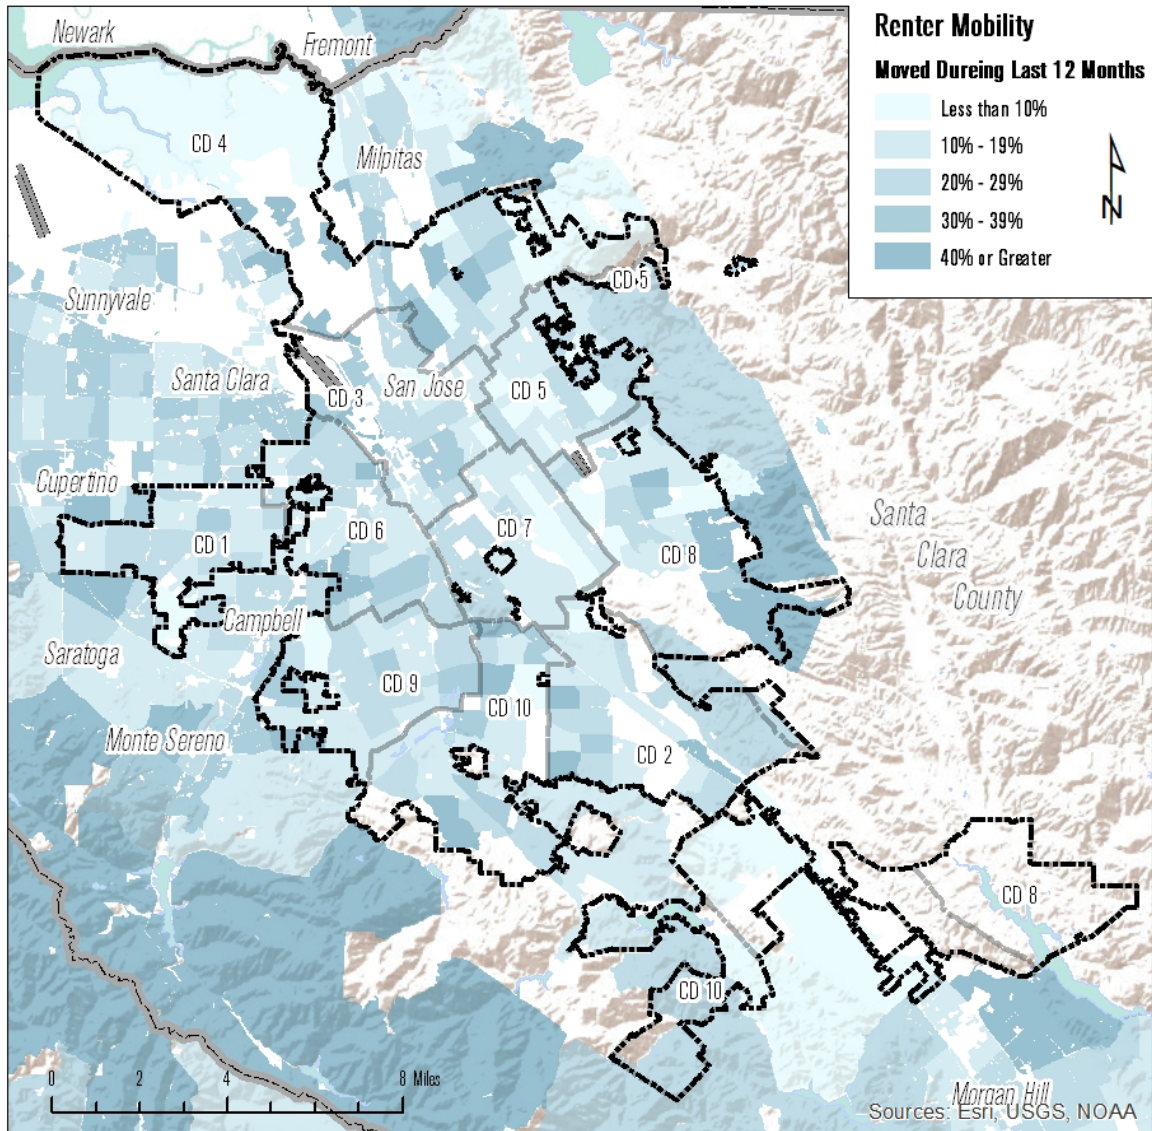 Renter Mobility
Moved Dureing Last 12 Months
Less than 10%
10% - 19%
20% - 29%
30% - 39%
40% or Greater
N
Newark
Fremont
CD 4
Milpitas
CD 5
Sunnyvale
Santa Clara
CD 3
San Jose
CD 5
Cupertino
Santa
Clara
County
CD 1
CD 6
CD 7
CD 8
Campbell
Saratoga
CD 9
CD 10
Monte Sereno
CD 2
CD 8
CD 10
0 2 4 8 Miles
Morgan Hill
Sources: Esri, USGS, NOAA